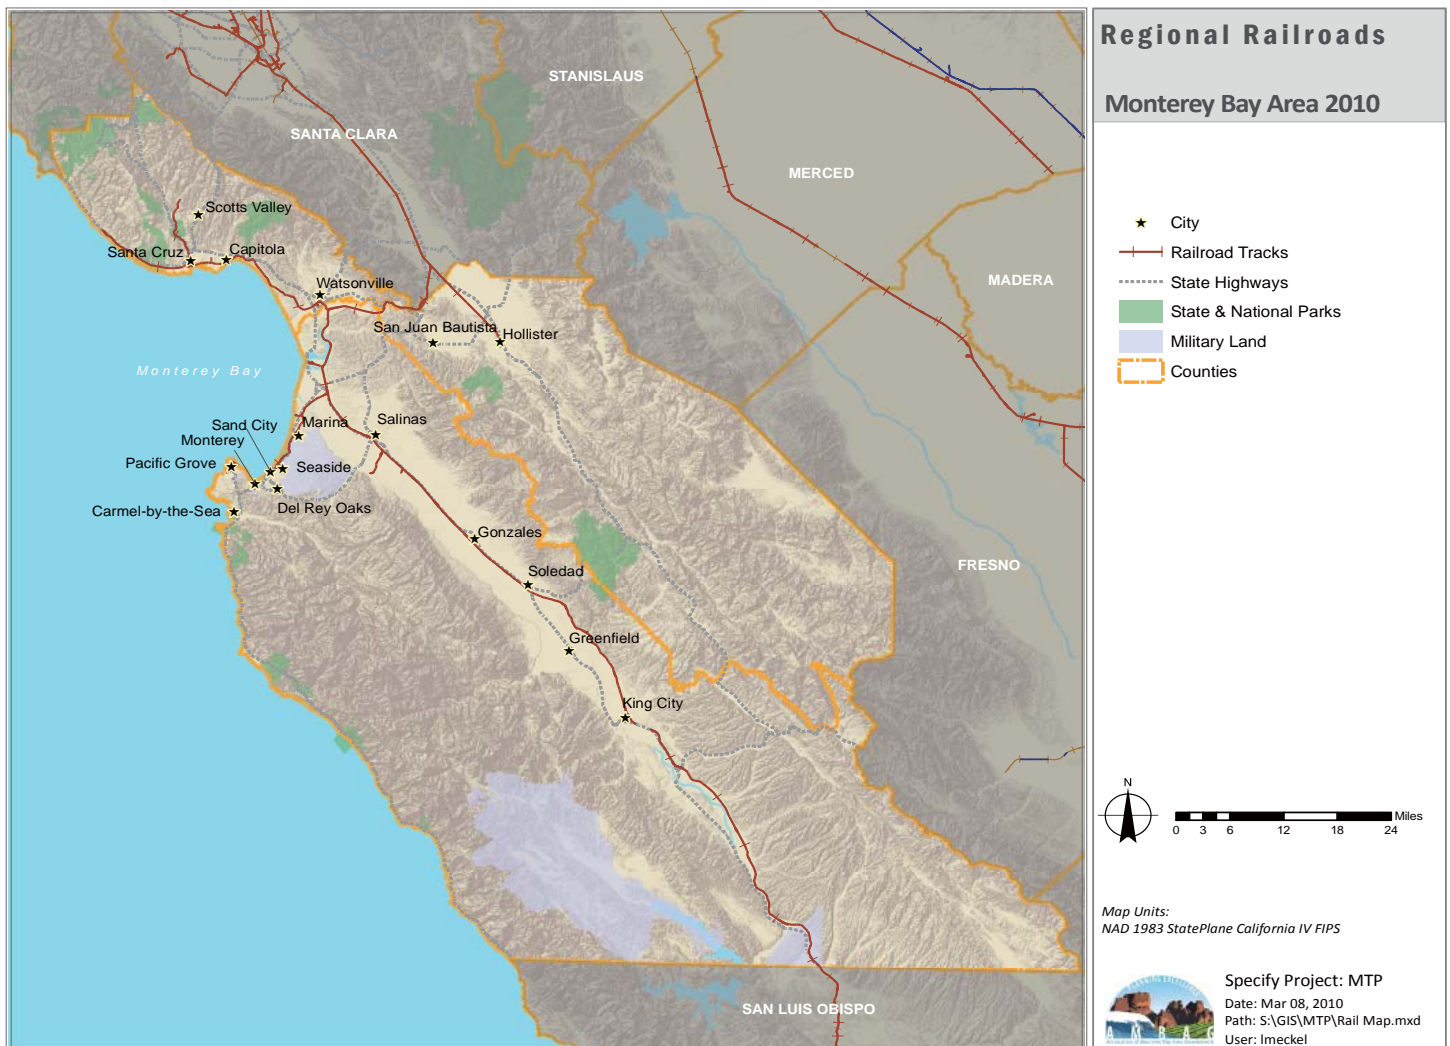 Regional Railroads
Monterey Bay Area 2010
STANISLAUS
SANTA CLARA
MERCED
Scotts Valley
Santa Cruz
Capitola
MADERA
Watsonville
San Juan Bautista
Hollister
Monterey Bay
Sand City
Marina
Salinas
Monterey
Pacific Grove
Seaside
Carmel-by-the-Sea
Del Rey Oaks
Gonzales
FRESNO
Soledad
Greenfield
King City
SAN LUIS OBISPO
City
Railroad Tracks
State Highways
State & National Parks
Military Land
Counties
N
Miles
0 3 6 12 18 24
Map Units:
NAD 1983 StatePlane California IV FIPS
AMBAG
Specify Project: MTP
Date: Mar 08, 2010
Path: S:\GIS\MTP\Rail Map.mxd
User: lmeckel